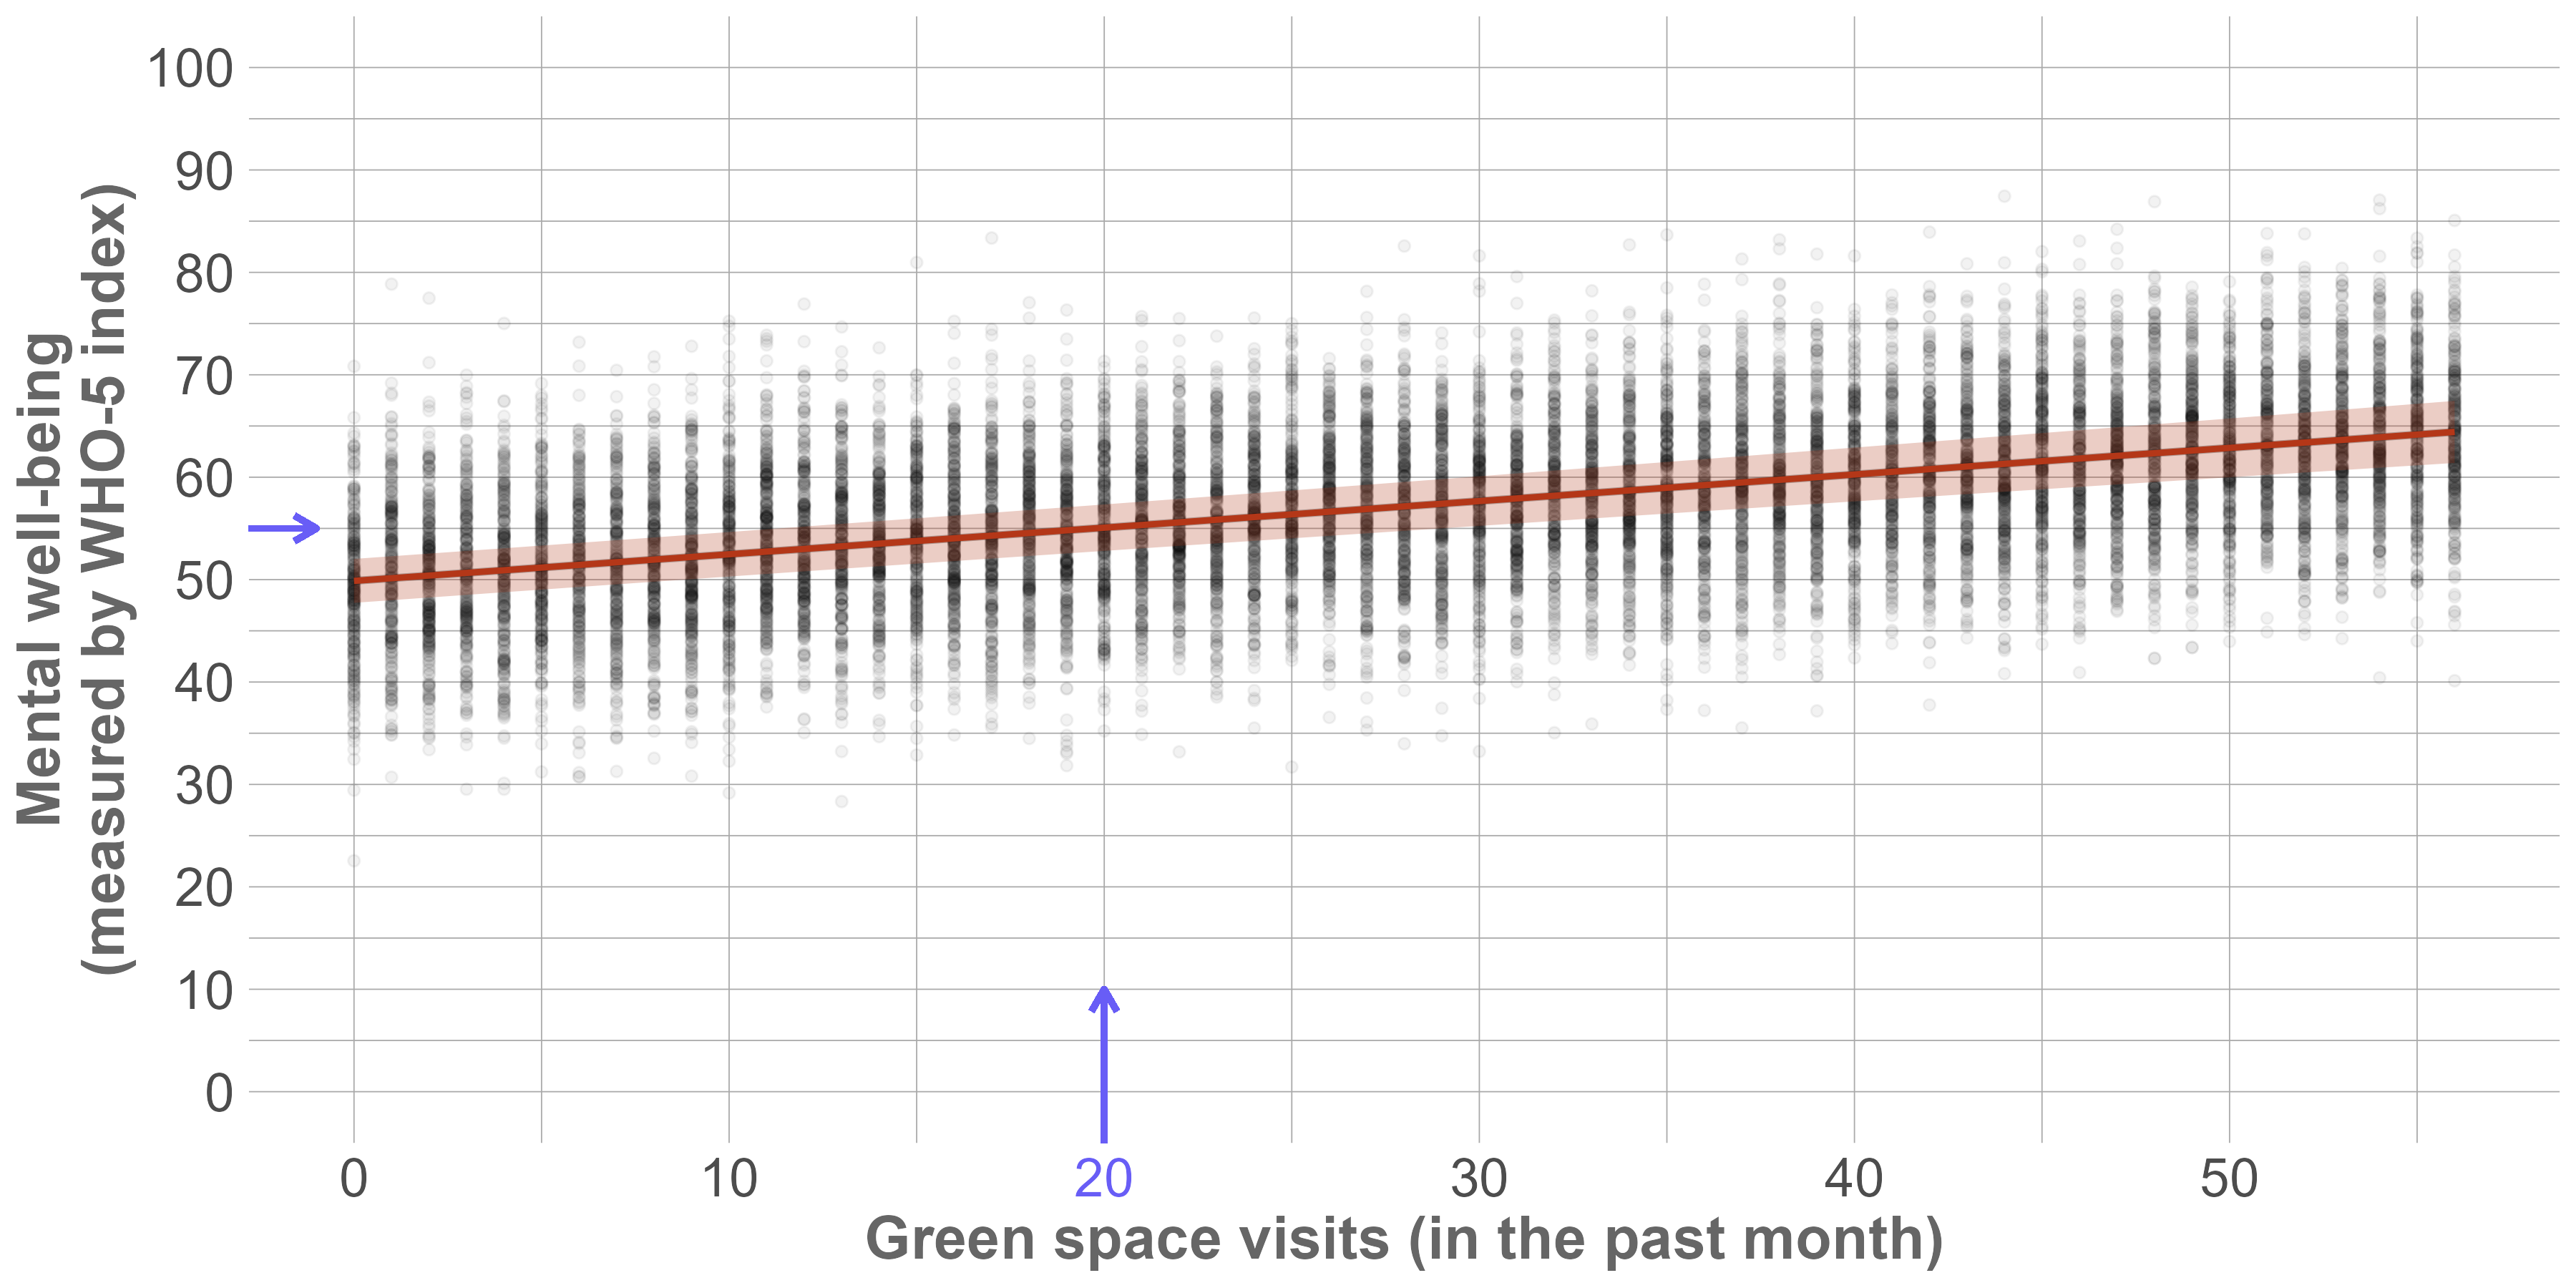 Mental well-being
(measured by WHO-5 index)
100
90
80
70
60
50
40
30
20
10
0
0 10 20 30 40 50
Green space visits (in the past month)